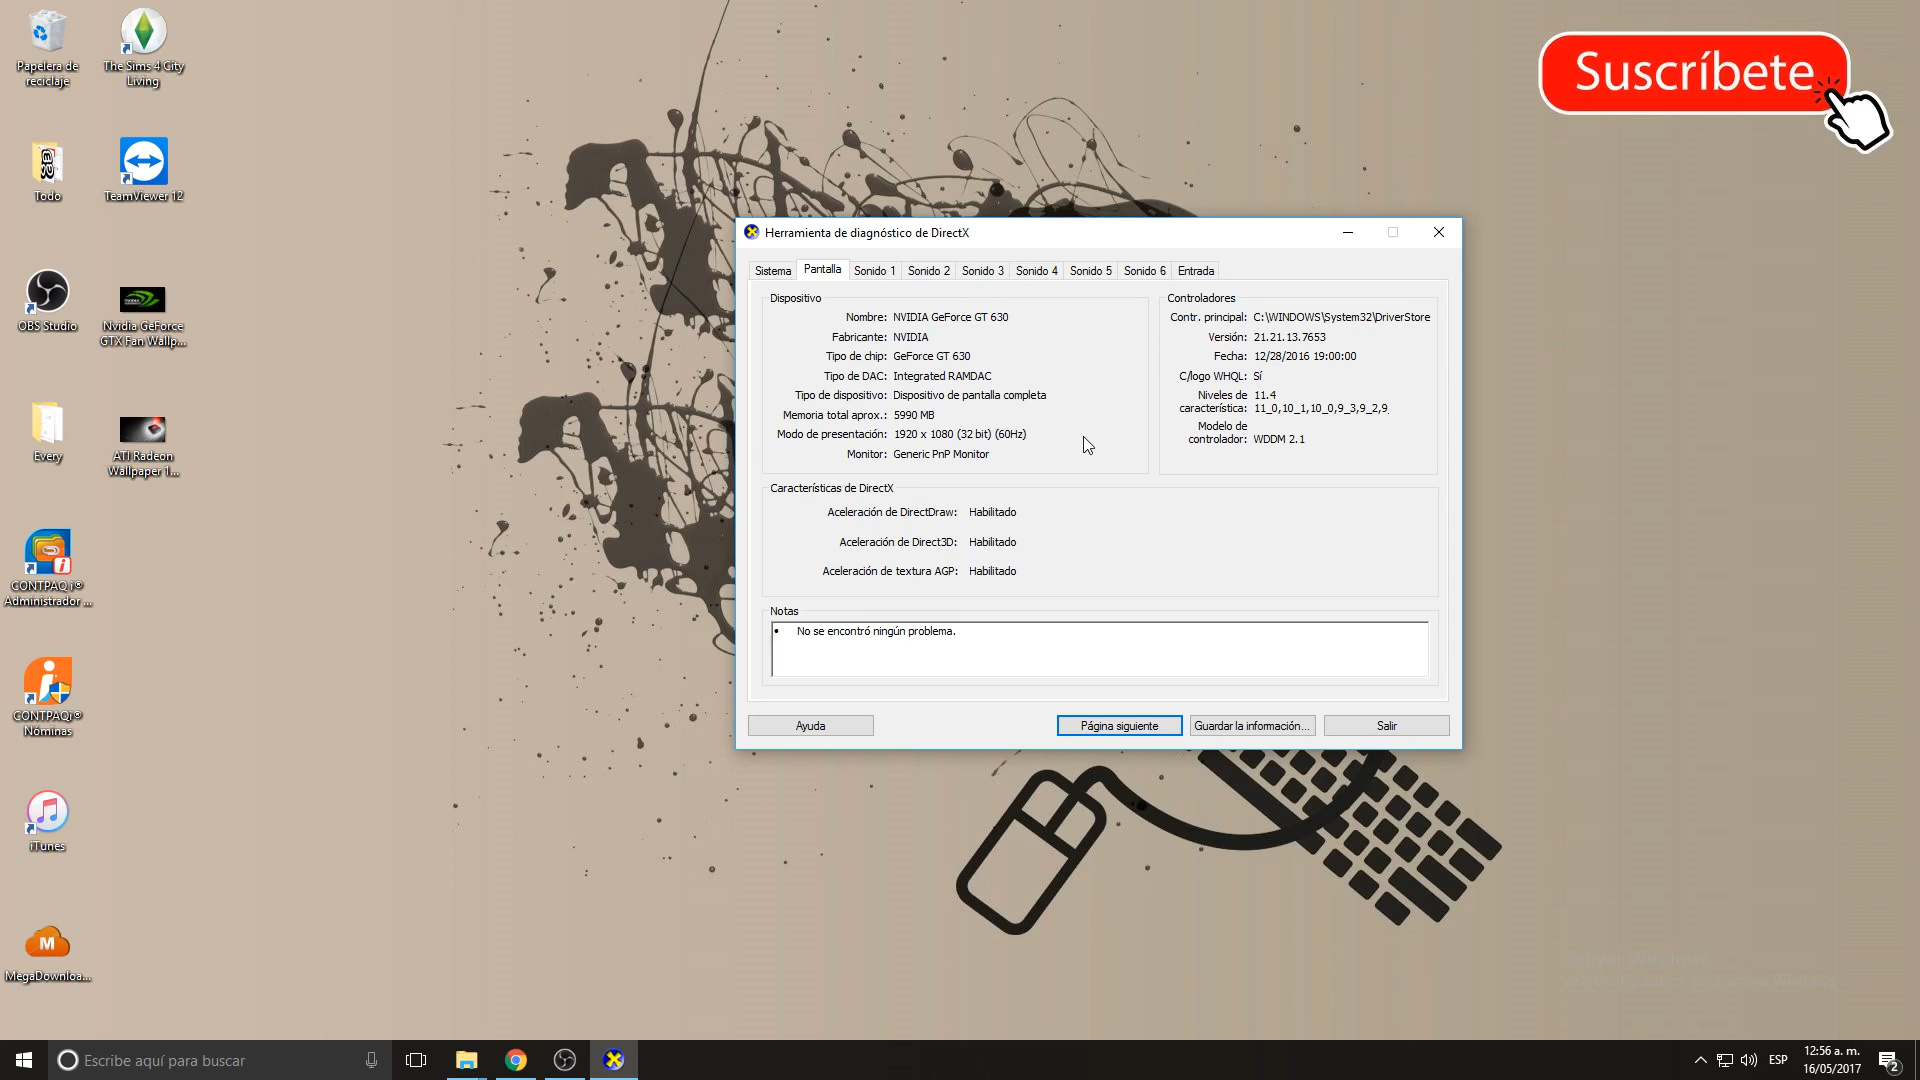 Papelera de
reciclaje
The Sims 4 City
Living
Todo
TeamViewer 12
OBS Studio
Nvidia GeForce
GTX Fan Wallp...
Every
ATI Radeon
Wallpaper 1...
CONTPAQ i®
Administrador ...
CONTPAQi®
Nóminas
iTunes
M
MegaDownloa...
Suscríbete
Herramienta de diagnóstico de DirectX
Sistema Pantalla Sonido 1 Sonido 2 Sonido 3 Sonido 4 Sonido 5 Sonido 6 Entrada
Dispositivo
Nombre: NVIDIA GeForce GT 630
Fabricante: NVIDIA
Tipo de chip: GeForce GT 630
Tipo de DAC: Integrated RAMDAC
Tipo de dispositivo: Dispositivo de pantalla completa
Memoria total aprox.: 5990 MB
Modo de presentación: 1920 x 1080 (32 bit) (60Hz)
Monitor: Generic PnP Monitor
Controladores
Contr. principal: C:\WINDOWS\System32\DriverStore
Versión: 21.21.13.7653
Fecha: 12/28/2016 19:00:00
C/logo WHQL: Sí
Niveles de 11.4
característica: 11_0,10_1,10_0,9_3,9_2,9
Modelo de
controlador: WDDM 2.1
Características de DirectX
Aceleración de DirectDraw: Habilitado
Aceleración de Direct3D: Habilitado
Aceleración de textura AGP: Habilitado
Notas
• No se encontró ningún problema.
Ayuda
Página siguiente
Guardar la información...
Salir
Activar Windows
Escribe aquí para buscar
ESP
12:56 a. m.
16/05/2017
2